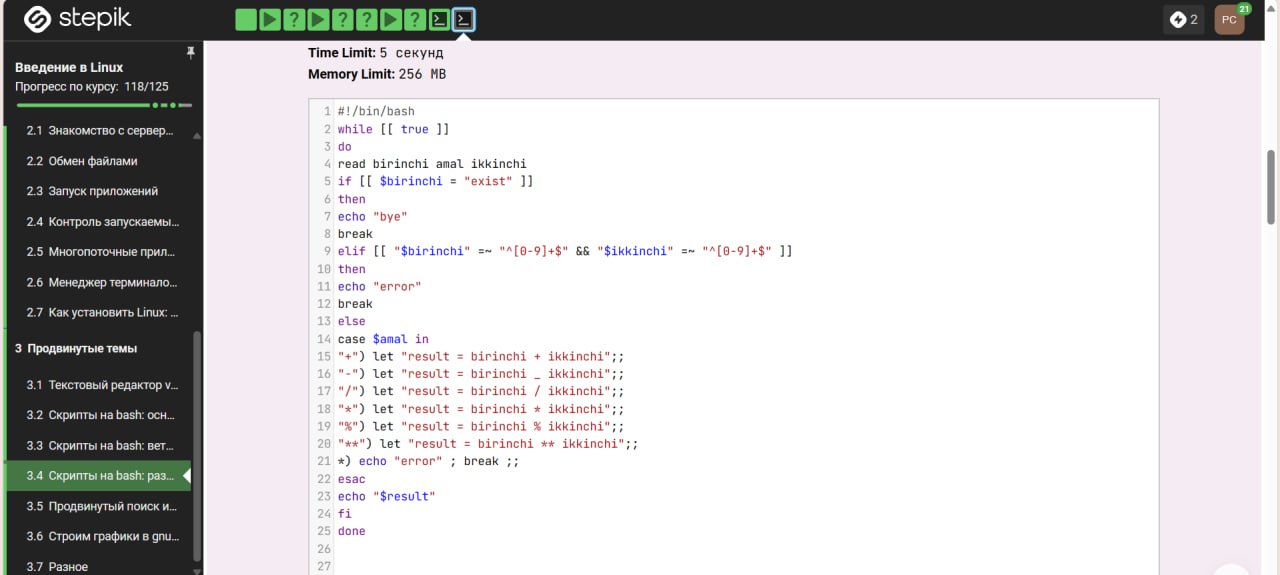 stepik
2
PC
21
Введение в Linux
Прогресс по курсу: 118/125
2.1 Знакомство с сервер...
2.2 Обмен файлами
2.3 Запуск приложений
2.4 Контроль запускаемы...
2.5 Многопоточные прил...
2.6 Менеджер терминало...
2.7 Как установить Linux: ...
3 Продвинутые темы
3.1 Текстовый редактор v...
3.2 Скрипты на bash: осн...
3.3 Скрипты на bash: вет...
3.4 Скрипты на bash: раз...
3.5 Продвинутый поиск и...
3.6 Строим графики в gnu...
3.7 Разное
Time Limit: 5 секунд
Memory Limit: 256 MB
1 #!/bin/bash
2 while [[ true ]]
3 do
4 read birinchi amal ikkinchi
5 if [[ $birinchi = "exist" ]]
6 then
7 echo "bye"
8 break
9 elif [[ "$birinchi" =~ "^[0-9]+$" && "$ikkinchi" =~ "^[0-9]+$" ]]
10 then
11 echo "error"
12 break
13 else
14 case $amal in
15 "+") let "result = birinchi + ikkinchi";;
16 "-") let "result = birinchi _ ikkinchi";;
17 "/") let "result = birinchi / ikkinchi";;
18 "*") let "result = birinchi * ikkinchi";;
19 "%") let "result = birinchi % ikkinchi";;
20 "**") let "result = birinchi ** ikkinchi";;
21 *) echo "error" ; break ;;
22 esac
23 echo "$result"
24 fi
25 done
26
27